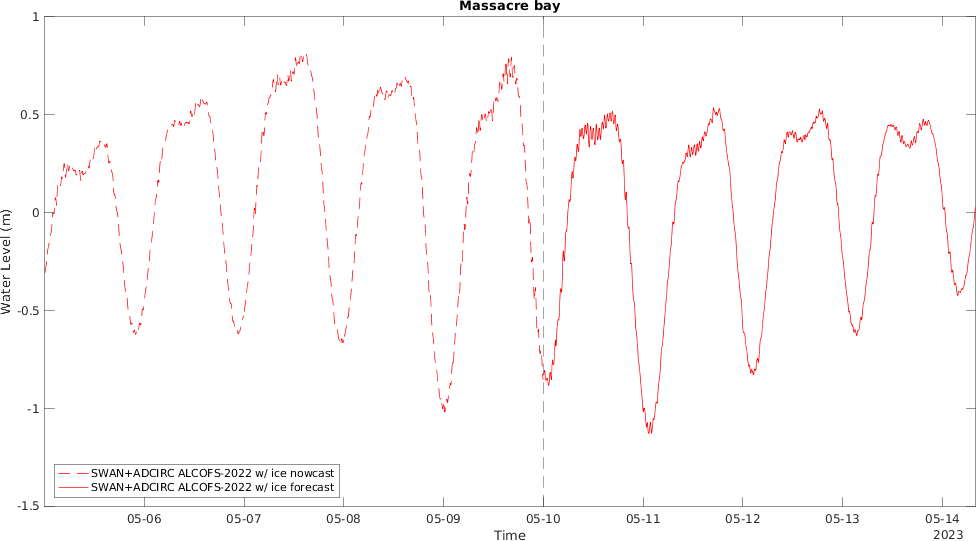 Massacre bay
1
0.5
0
-0.5
-1
-1.5
Water Level (m)
SWAN+ADCIRC ALCOFS-2022 w/ ice nowcast
SWAN+ADCIRC ALCOFS-2022 w/ ice forecast
05-06 05-07 05-08 05-09 05-10 05-11 05-12 05-13 05-14
Time
2023